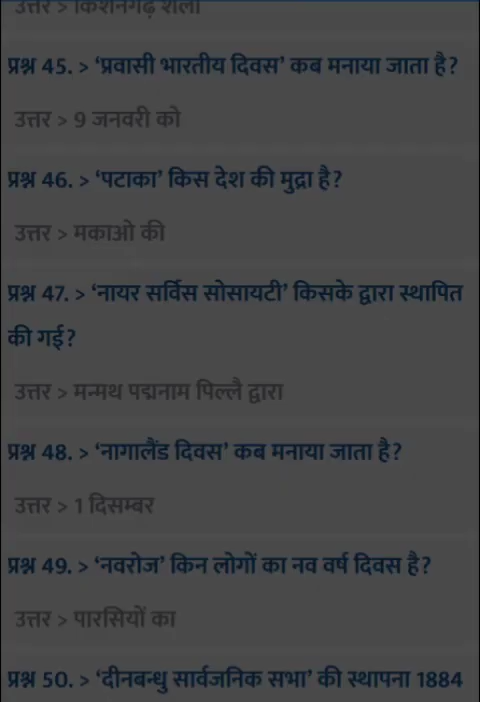 उत्तर > किशनगढ़ शैली
प्रश्न 45. > ‘प्रवासी भारतीय दिवस’ कब मनाया जाता है?
उत्तर > 9 जनवरी को
प्रश्न 46. > ‘पटाका’ किस देश की मुद्रा है?
उत्तर > मकाओ की
प्रश्न 47. > ‘नायर सर्विस सोसायटी’ किसके द्वारा स्थापित
की गई?
उत्तर > मन्मथ पद्मनाम पिल्लै द्वारा
प्रश्न 48. > ‘नागालैंड दिवस’ कब मनाया जाता है?
उत्तर > 1 दिसम्बर
प्रश्न 49. > ‘नवरोज’ किन लोगों का नव वर्ष दिवस है?
उत्तर > पारसियों का
प्रश्न 50. > ‘दीनबन्धु सार्वजनिक सभा’ की स्थापना 1884